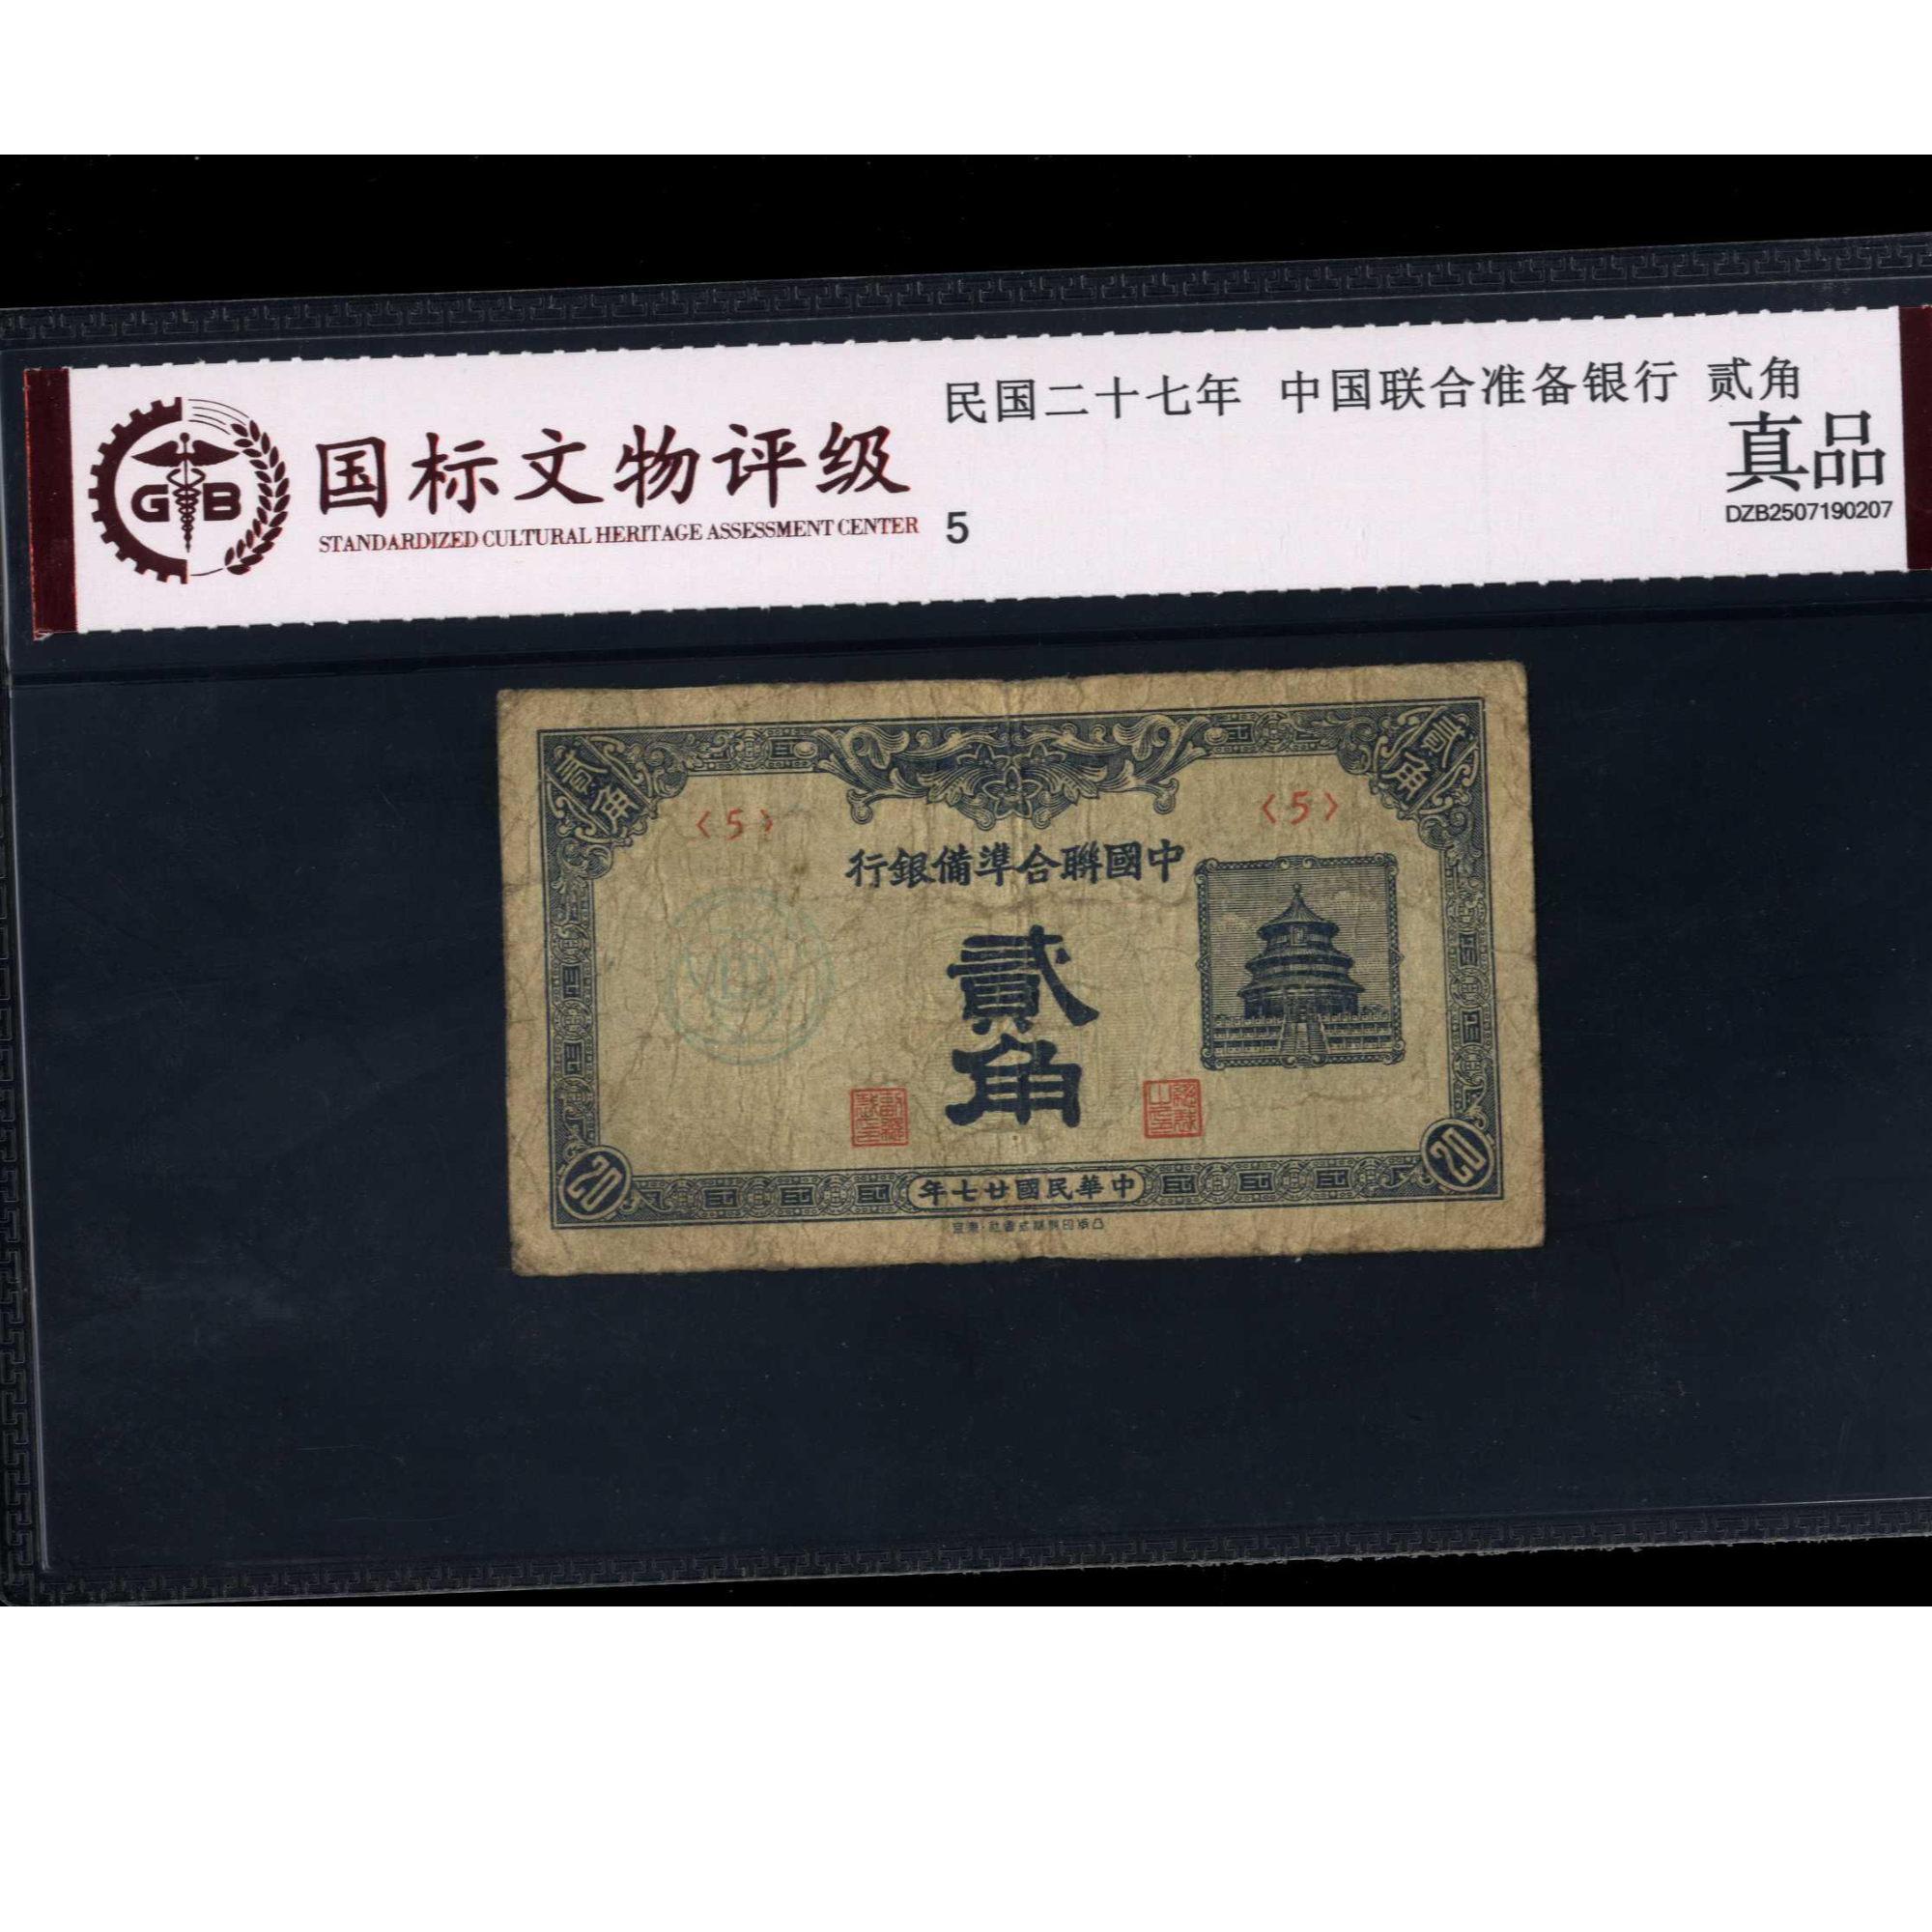 民国二十七年 中国联合准备银行 贰角
国标文物评级
STANDARDIZED CULTURAL HERITAGE ASSESSMENT CENTER
GB
真品
5
DZB2507190207
貳角
貳角
〈5〉
〈5〉
中國聯合準備銀行
貳角
20
20
中華民國廿七年